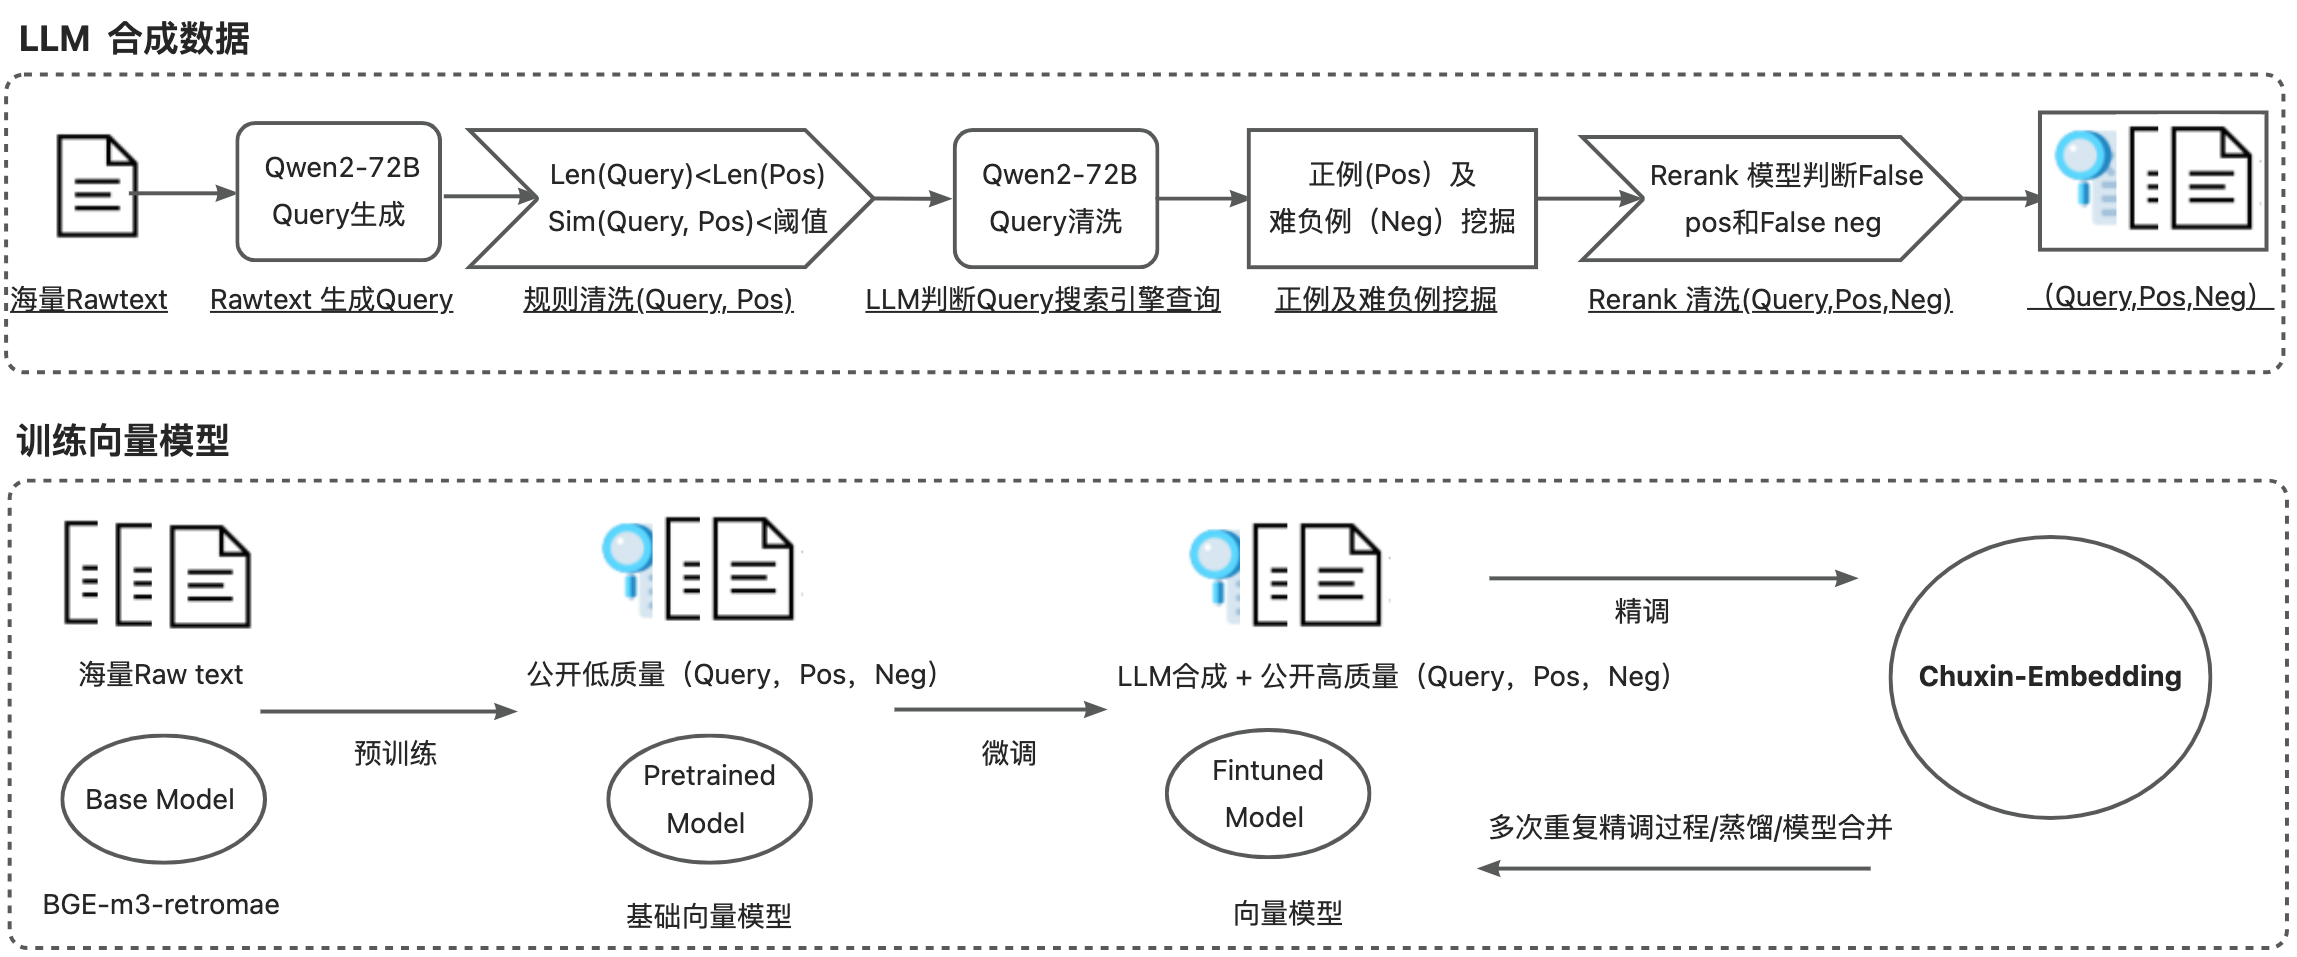 LLM 合成数据
Qwen2-72B
Query生成
Len(Query)<Len(Pos)
Sim(Query, Pos)<阈值
Qwen2-72B
Query清洗
正例(Pos）及
难负例（Neg）挖掘
Rerank 模型判断False
pos和False neg
海量Rawtext
Rawtext 生成Query
规则清洗(Query, Pos)
LLM判断Query搜索引擎查询
正例及难负例挖掘
Rerank 清洗(Query,Pos,Neg)
（Query,Pos,Neg）
训练向量模型
海量Raw text
公开低质量（Query，Pos，Neg）
LLM合成 + 公开高质量（Query，Pos，Neg）
精调
Chuxin-Embedding
预训练
微调
Base Model
Pretrained
Model
Fintuned
Model
多次重复精调过程/蒸馏/模型合并
BGE-m3-retromae
基础向量模型
向量模型